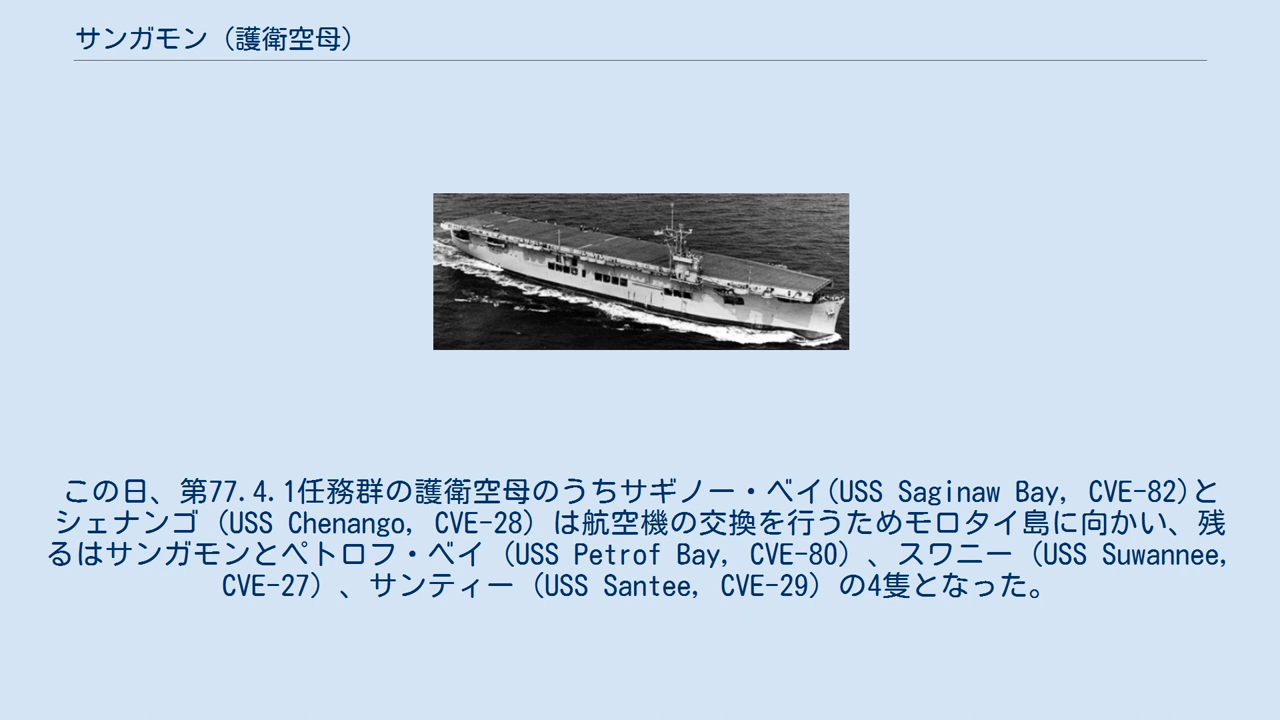 サンガモン（護衛空母）
この日、第77.4.1任務群の護衛空母のうちサギノー・ベイ(USS Saginaw Bay, CVE-82)と
シェナンゴ（USS Chenango, CVE-28）は航空機の交換を行うためモロタイ島に向かい、残
るはサンガモンとペトロフ・ベイ（USS Petrof Bay, CVE-80）、スワニー（USS Suwannee,
CVE-27）、サンティー（USS Santee, CVE-29）の4隻となった。